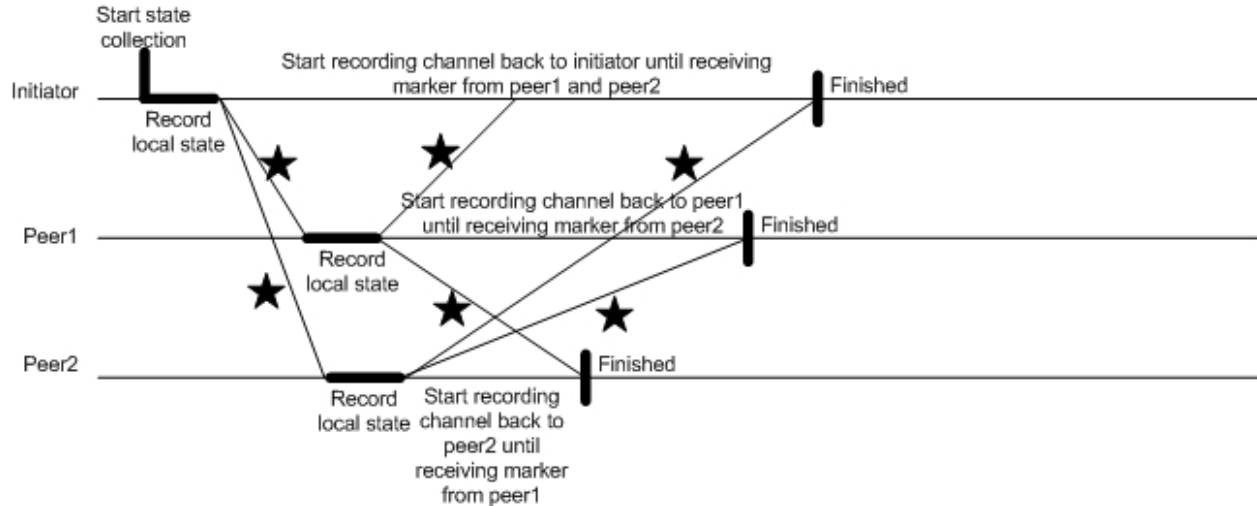 Start state
collection
Start recording channel back to initiator until receiving
marker from peer1 and peer2
Finished
Initiator
Record
local state
Start recording channel back to peer1
until receiving marker from peer2
Finished
Peer1
Record
local state
Finished
Peer2
Record
local state
Start recording
channel back to
peer2 until
receiving marker
from peer1